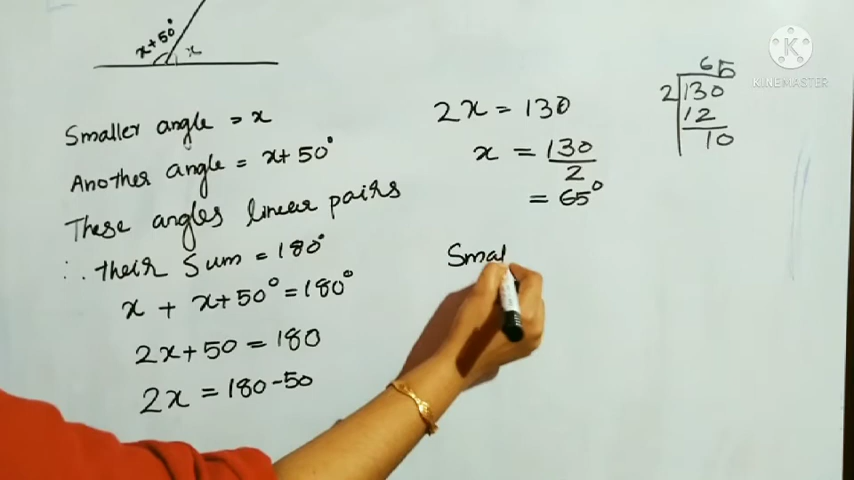 x+50° x
Smaller angle = x
Another angle = x+50°
These angles linear pairs
∴ their Sum = 180°
x + x+50° = 180°
2x+50 = 180
2x = 180-50
2x = 130
x = 130/2
= 65°
Smal
65
2 130
12
10
KINEMASTER